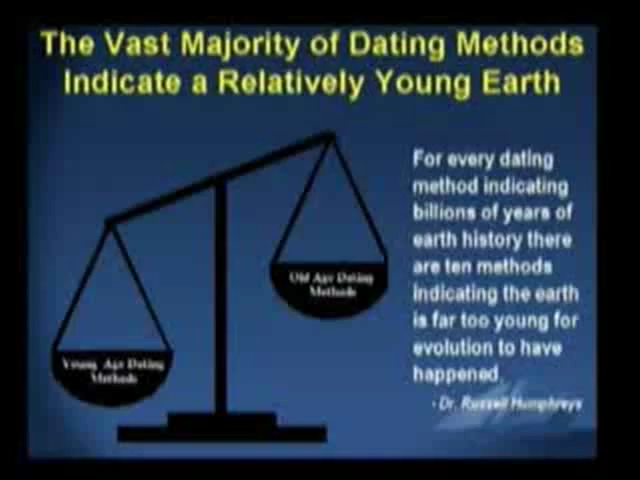 The Vast Majority of Dating Methods
Indicate a Relatively Young Earth
For every dating
method indicating
billions of years of
earth history there
are ten methods
indicating the earth
is far too young for
evolution to have
happened
- Dr. Russell Humphreys
Old Age Dating
Methods
Young Age Dating
Methods